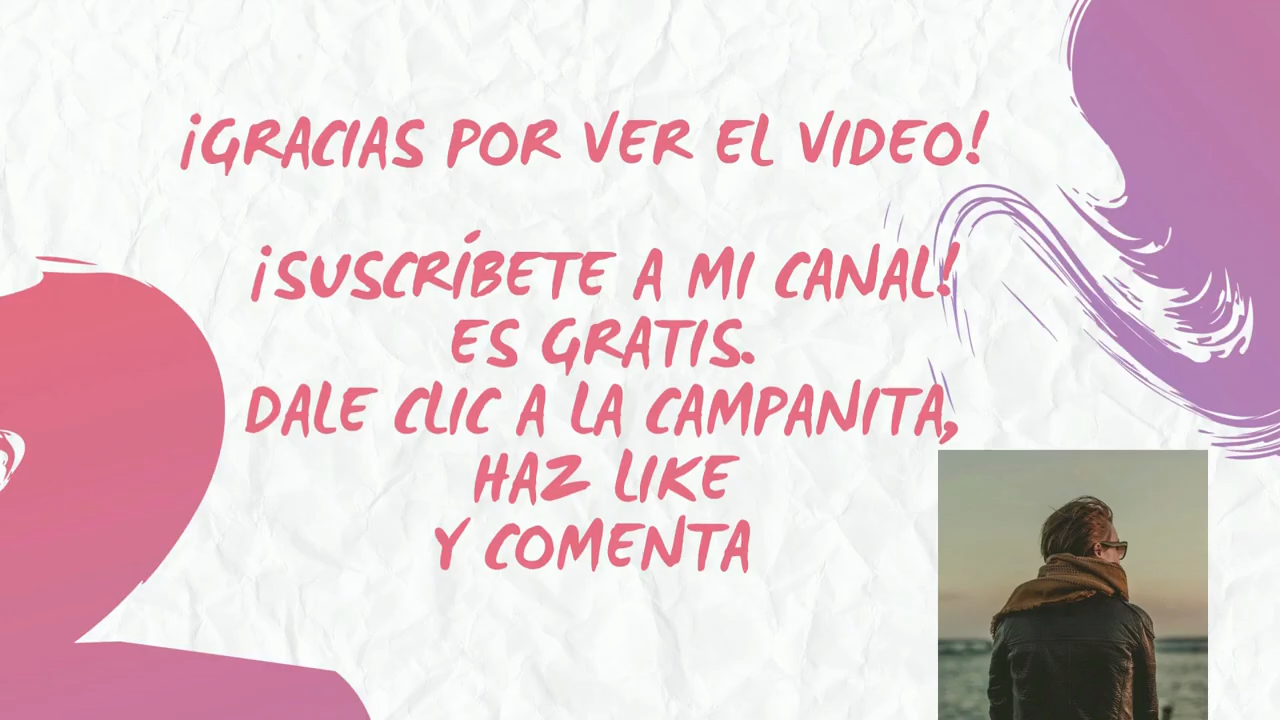 ¡GRACIAS POR VER EL VIDEO!
¡SUSCRÍBETE A MI CANAL!
ES GRATIS.
DALE CLIC A LA CAMPANITA,
HAZ LIKE
Y COMENTA